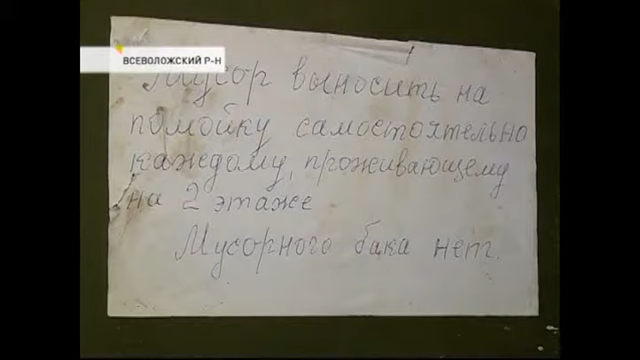 ВСЕВОЛОЖСКИЙ Р-Н
Мусор выносить на
помойку самостоятельно
каждому, проживающему
на 2 этаже
Мусорного бака нет.